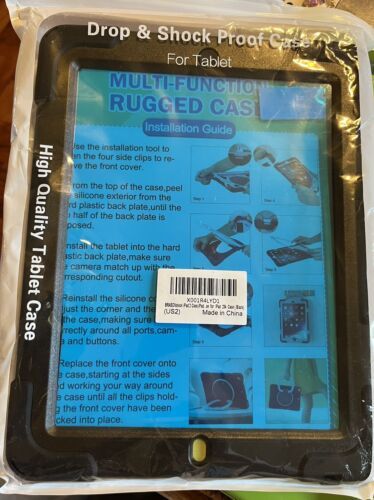 Drop & Shock Proof Case
For Tablet
High Quality Tablet Case
MULTI-FUNCTION
RUGGED CAS
Installation Guide
Use the installation tool to
en the four side clips to re-
ve the front cover.
rom the top of the case,peel
silicone exterior from the
rd plastic back plate,until the
e half of the back plate is
posed.
nstall the tablet into the hard
astic back plate,make sure
e camera match up with the
rresponding cutout.
Reinstall the silicone
djust the corner and the
the case,making sure
rrectly around all ports,cam-
e and buttons.
Replace the front cover onto
e case,starting at the sides
d working your way around
e case until all the clips hold-
g the front cover have been
cked into place.
X001R4LYD1
(US2)
Made in China